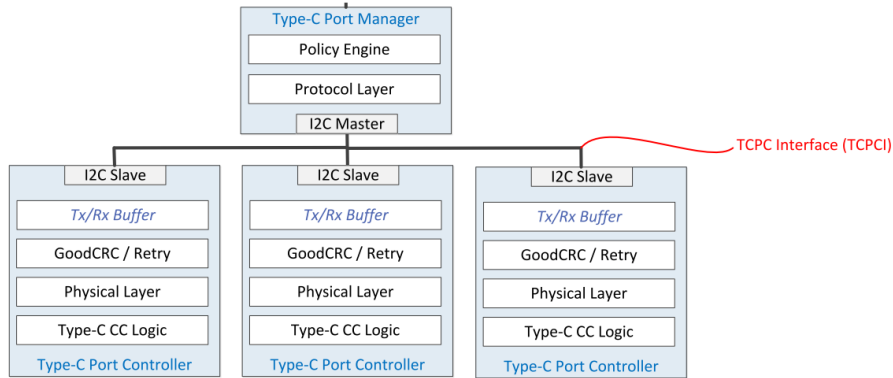 Type-C Port Manager
Policy Engine
Protocol Layer
I2C Master
TCPC Interface (TCPCI)
I2C Slave
Tx/Rx Buffer
GoodCRC / Retry
Physical Layer
Type-C CC Logic
Type-C Port Controller
I2C Slave
Tx/Rx Buffer
GoodCRC / Retry
Physical Layer
Type-C CC Logic
Type-C Port Controller
I2C Slave
Tx/Rx Buffer
GoodCRC / Retry
Physical Layer
Type-C CC Logic
Type-C Port Controller